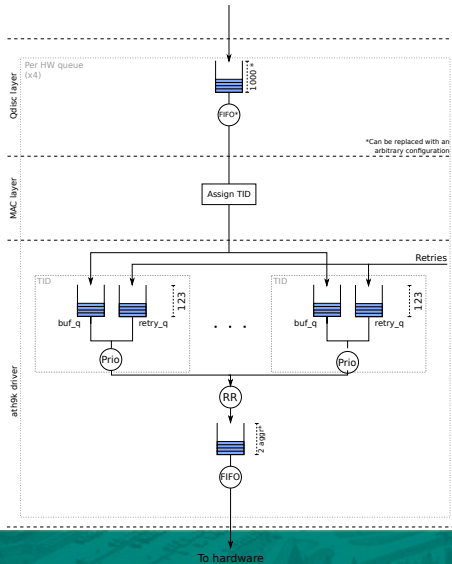 Per HW queue
(x4)
1000 *
FIFO*
Qdisc layer
*Can be replaced with an
arbitrary configuration
MAC layer
Assign TID
Retries
TID
TID
123
123
buf_q
retry_q
. . .
buf_q
retry_q
Prio
Prio
ath9k driver
RR
2 aggr*
FIFO
To hardware